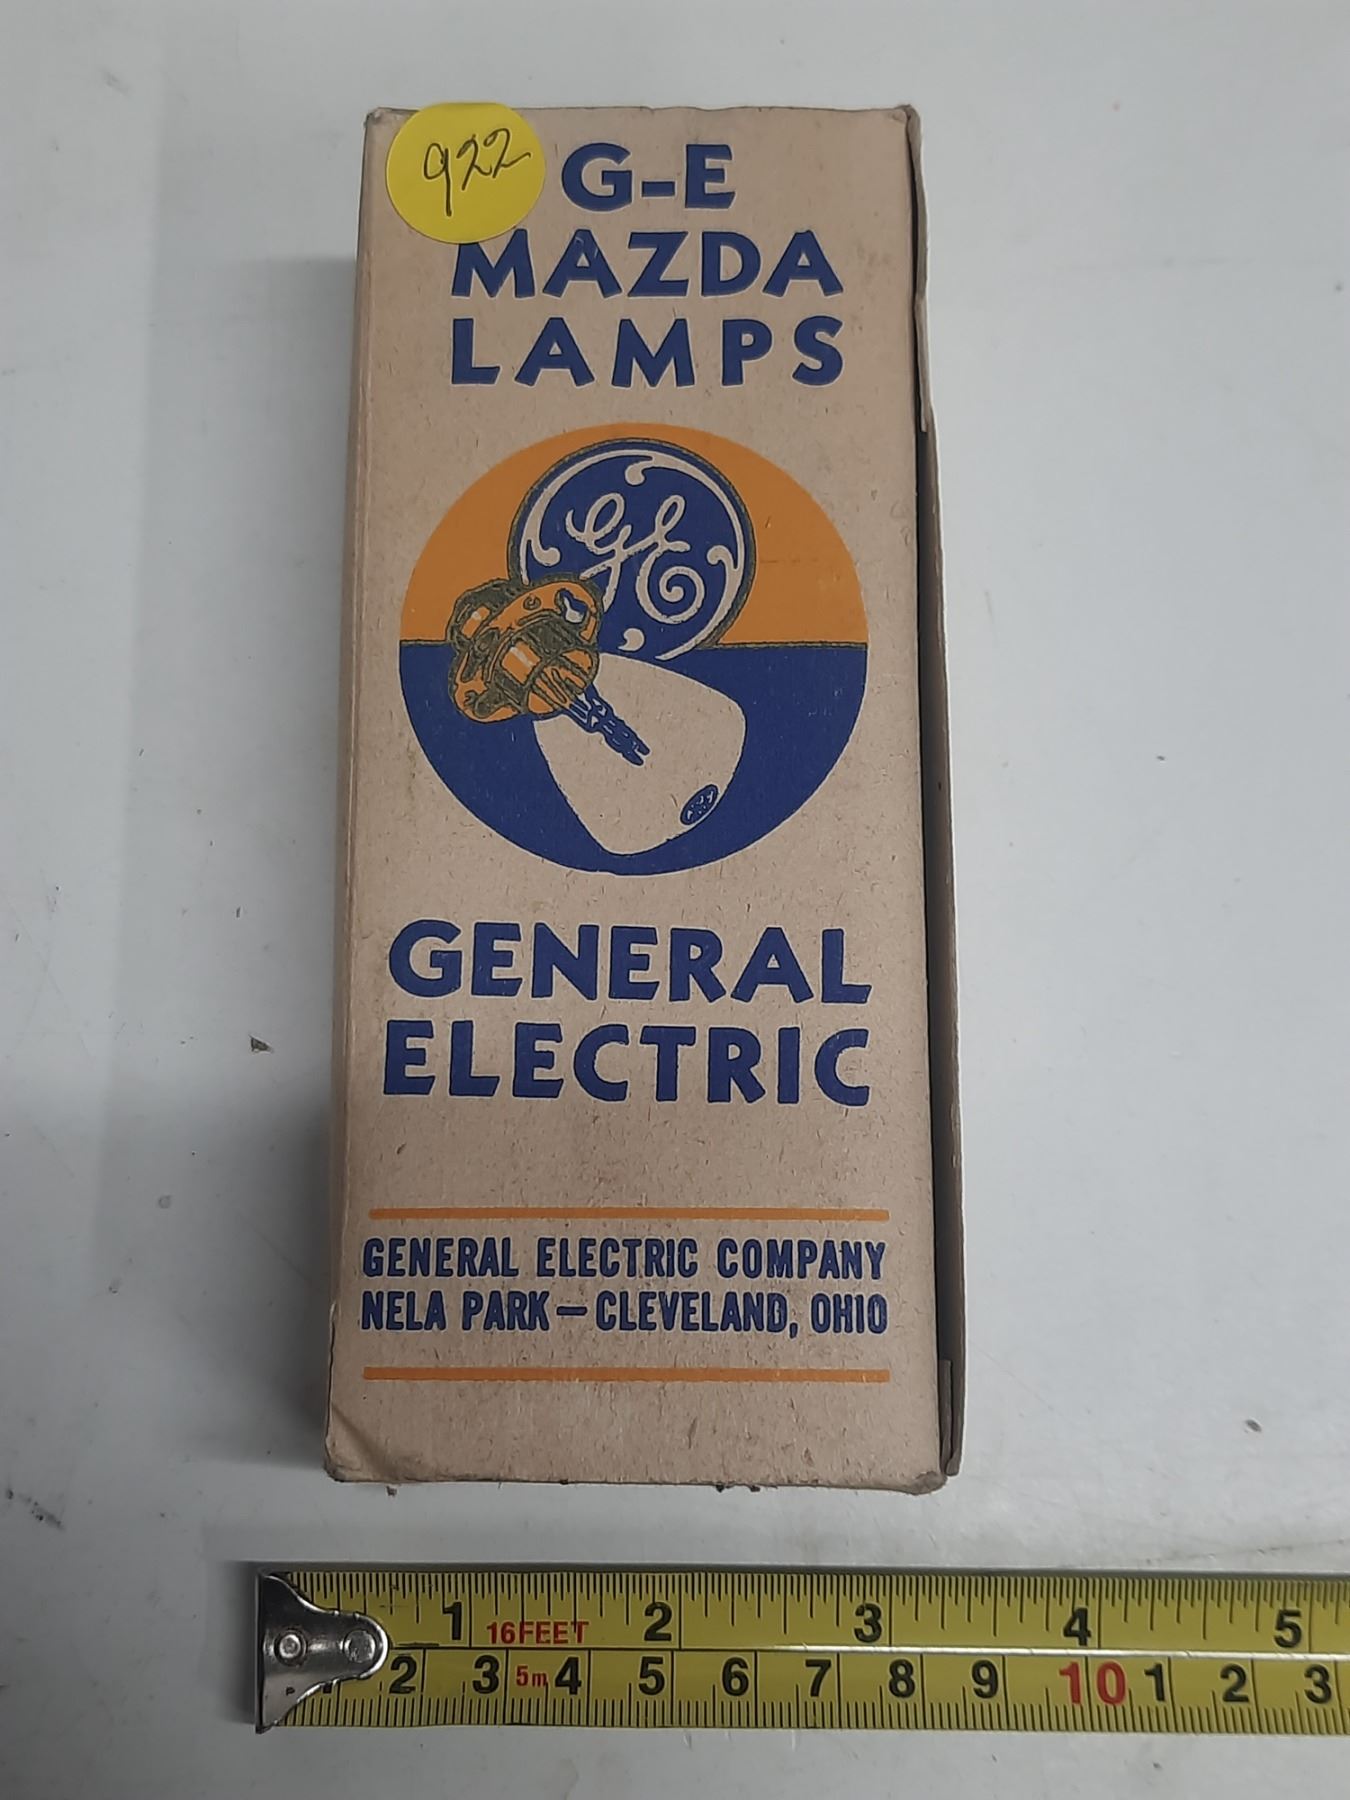 922
G-E
MAZDA
LAMPS
GE
GENERAL
ELECTRIC
GENERAL ELECTRIC COMPANY
NELA PARK — CLEVELAND, OHIO
1 16FEET 2 3 4 5
2 3 5m 4 5 6 7 8 9 10 1 2 3